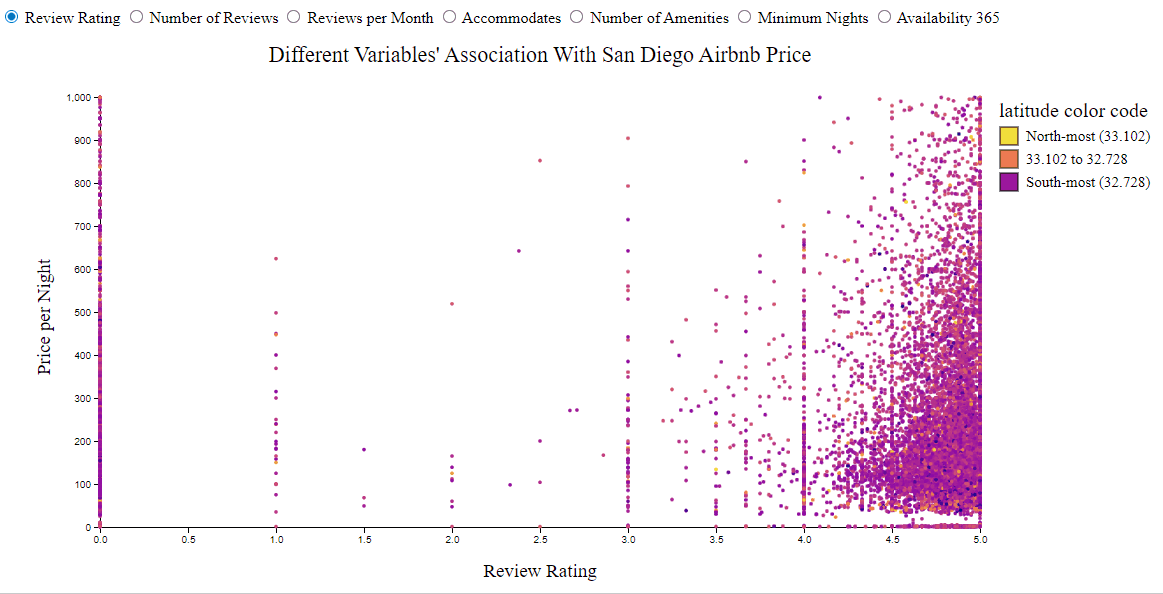 Review Rating Number of Reviews Reviews per Month Accommodates Number of Amenities Minimum Nights Availability 365
Different Variables' Association With San Diego Airbnb Price
1,000
900
800
700
600
500
400
300
200
100
0
Price per Night
0.0 0.5 1.0 1.5 2.0 2.5 3.0 3.5 4.0 4.5 5.0
Review Rating
latitude color code
North-most (33.102)
33.102 to 32.728
South-most (32.728)